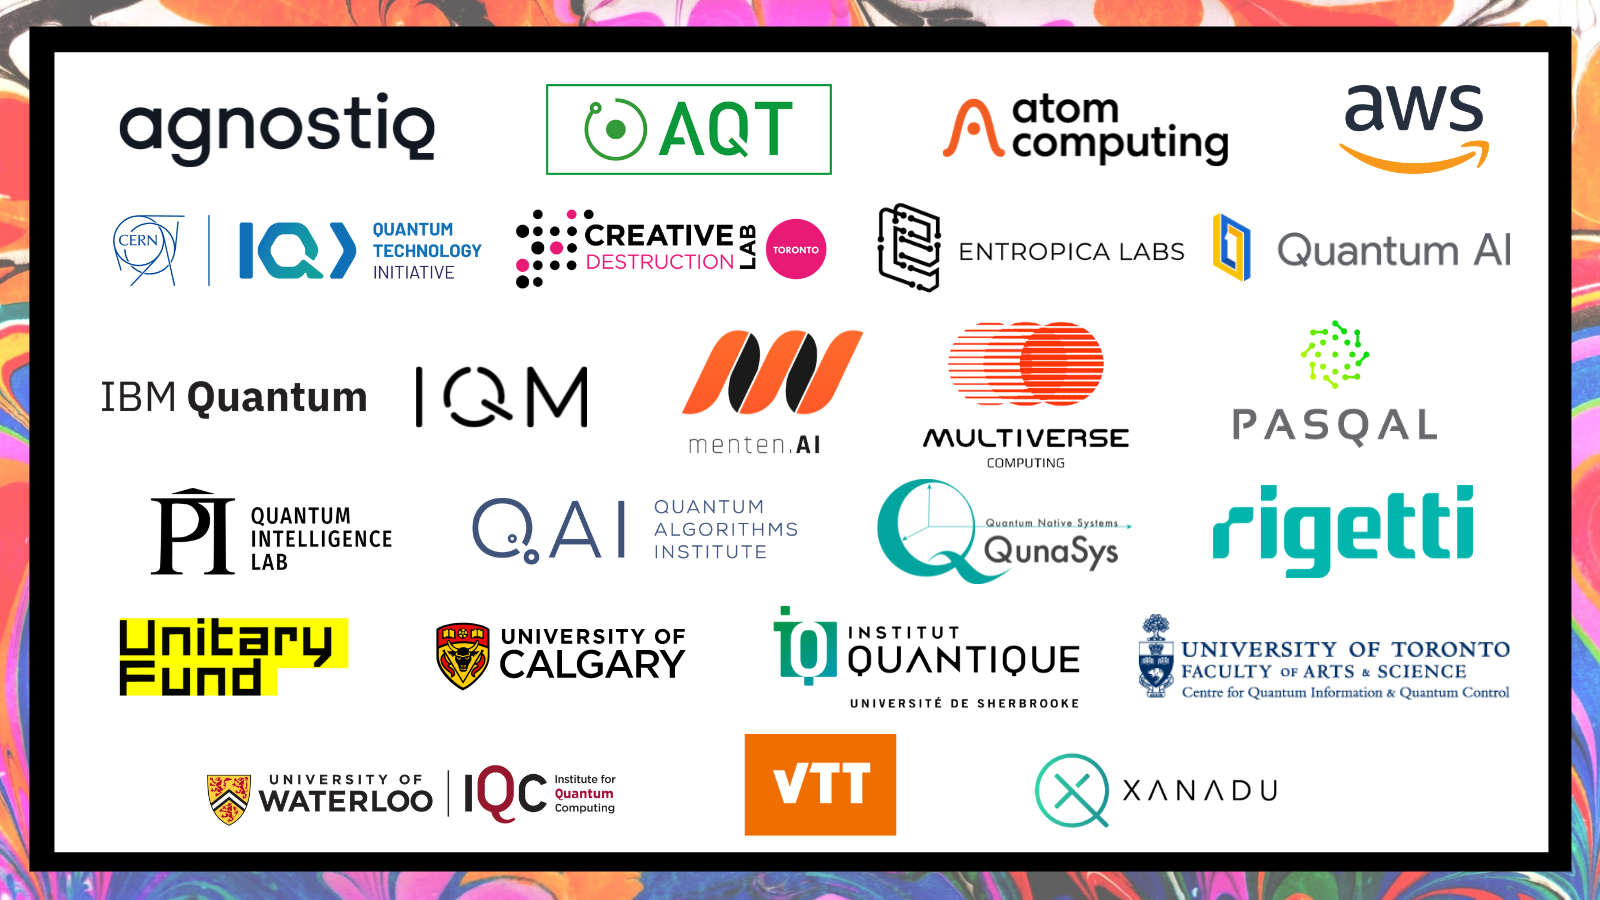 agnostiq
AQT
atom
computing
aws
CERN
IQ
QUANTUM
TECHNOLOGY
INITIATIVE
CREATIVE
DESTRUCTION
LAB
TORONTO
ENTROPICA LABS
Quantum AI
IBM Quantum
IQM
menten.AI
MULTIVERSE
COMPUTING
PASQAL
PI
QUANTUM
INTELLIGENCE
LAB
QAI
QUANTUM
ALGORITHMS
INSTITUTE
Quantum Native Systems
QunaSys
rigetti
Unitary
Fund
UNIVERSITY OF
CALGARY
iQ
INSTITUT
QUANTIQUE
UNIVERSITÉ DE SHERBROOKE
UNIVERSITY OF TORONTO
FACULTY OF ARTS & SCIENCE
Centre for Quantum Information & Quantum Control
UNIVERSITY OF
WATERLOO
IQC
Institute for
Quantum
Computing
VTT
XANADU